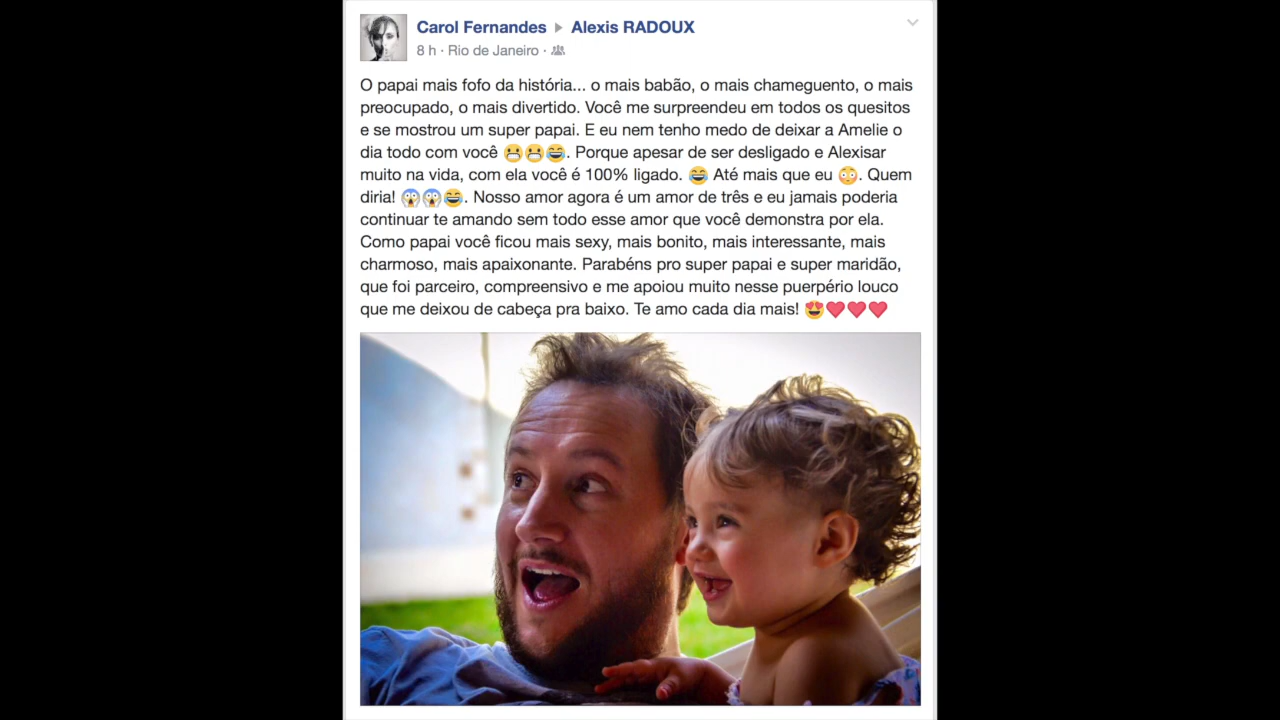 Carol Fernandes ▶ Alexis RADOUX
8 h · Rio de Janeiro ·
O papai mais fofo da história... o mais babão, o mais chameguento, o mais
preocupado, o mais divertido. Você me surpreendeu em todos os quesitos
e se mostrou um super papai. E eu nem tenho medo de deixar a Amelie o
dia todo com você 😬😬😂. Porque apesar de ser desligado e Alexisar
muito na vida, com ela você é 100% ligado. 😂 Até mais que eu 😳. Quem
diria! 😱😱😂. Nosso amor agora é um amor de três e eu jamais poderia
continuar te amando sem todo esse amor que você demonstra por ela.
Como papai você ficou mais sexy, mais bonito, mais interessante, mais
charmoso, mais apaixonante. Parabéns pro super papai e super maridão,
que foi parceiro, compreensivo e me apoiou muito nesse puerpério louco
que me deixou de cabeça pra baixo. Te amo cada dia mais! 😍❤️❤️❤️